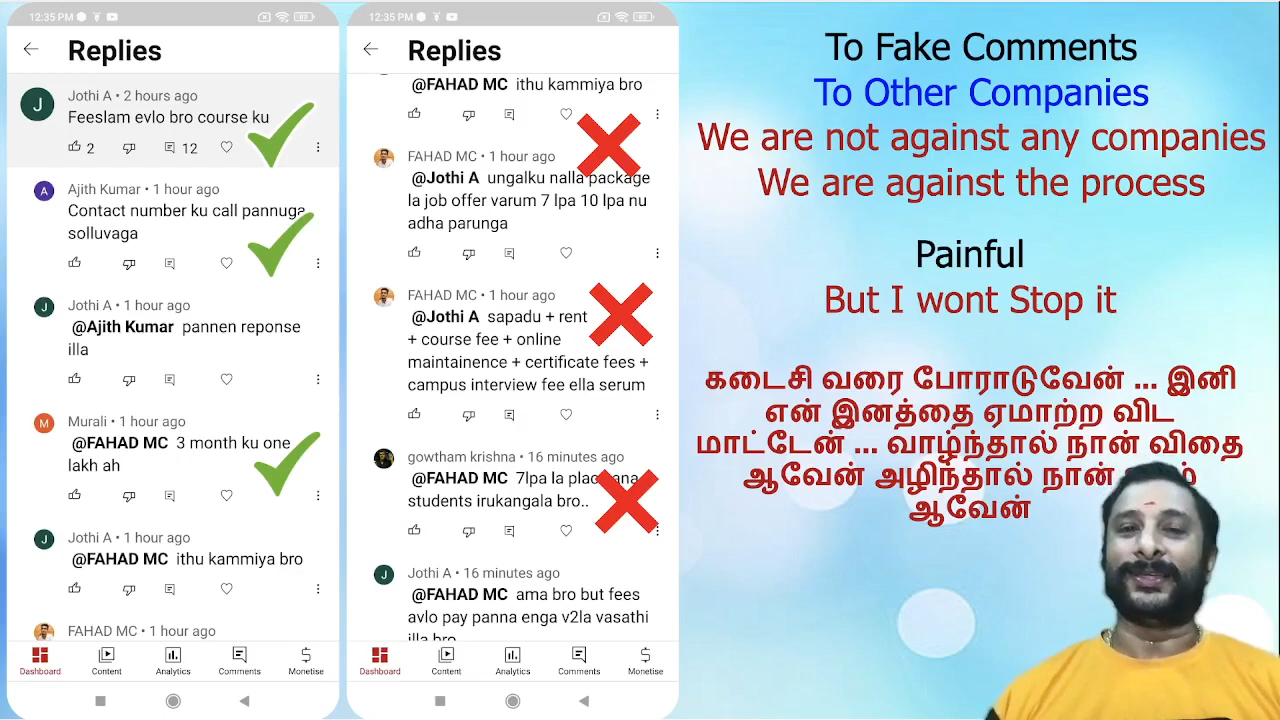 12:35 PM
Replies
Jothi A • 2 hours ago
Feeslam evlo bro course ku
2
12
Ajith Kumar • 1 hour ago
Contact number ku call pannuga
solluvaga
Jothi A • 1 hour ago
@Ajith Kumar pannen reponse
illa
Murali • 1 hour ago
@FAHAD MC 3 month ku one
lakh ah
Jothi A • 1 hour ago
@FAHAD MC ithu kammiya bro
FAHAD MC • 1 hour ago
Dashboard
Content
Analytics
Comments
Monetise
12:35 PM
Replies
@FAHAD MC ithu kammiya bro
FAHAD MC • 1 hour ago
@Jothi A ungalku nalla package
la job offer varum 7 lpa 10 lpa nu
adha parunga
FAHAD MC • 1 hour ago
@Jothi A sapadu + rent
+ course fee + online
maintainence + certificate fees +
campus interview fee ella serum
gowtham krishna • 16 minutes ago
@FAHAD MC 7lpa la
students irukangala bro..
Jothi A • 16 minutes ago
@FAHAD MC ama bro but fees
avlo pay panna enga v2la vasathi
illa bro
Dashboard
Content
Analytics
Comments
Monetise
To Fake Comments
To Other Companies
We are not against any companies
We are against the process
Painful
But I wont Stop it
கடைசி வரை போராடுவேன் ... இனி
என் இனத்தை ஏமாற்ற விட
மாட்டேன் ... வாழ்ந்தால் நான் விதை
ஆவேன் அழிந்தால் நான்
ஆவேன்